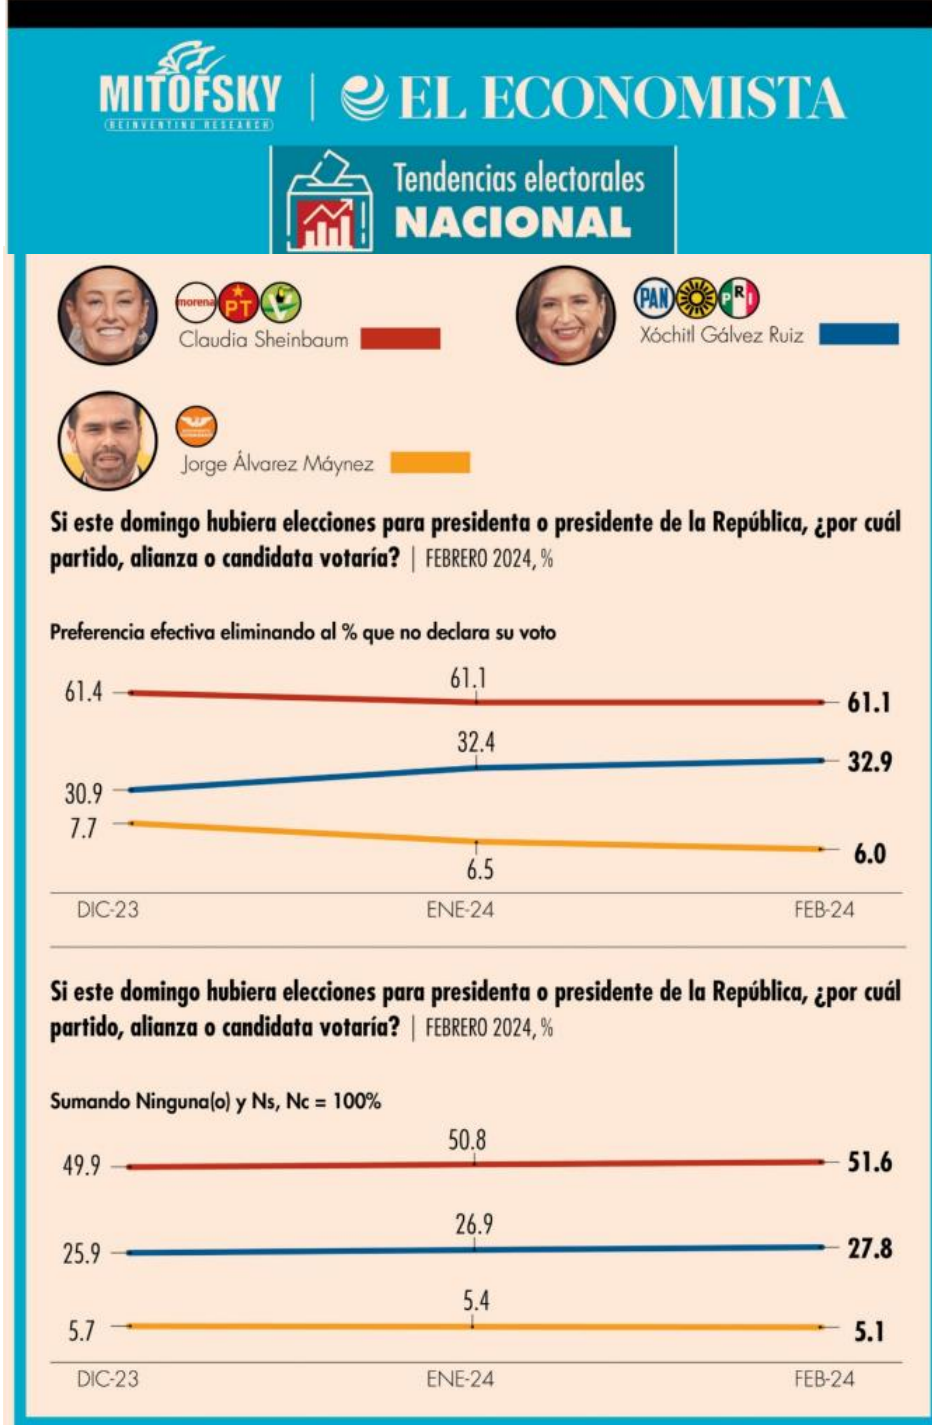 MITOFSKY | EL ECONOMISTA
(REINVENTING RESEARCH)
Tendencias electorales
NACIONAL
morena PT PAN PRI
Claudia Sheinbaum
Xóchitl Gálvez Ruiz
Jorge Álvarez Máynez
Si este domingo hubiera elecciones para presidenta o presidente de la República, ¿por cuál
partido, alianza o candidata votaría? | FEBRERO 2024, %
Preferencia efectiva eliminando al % que no declara su voto
61.4 61.1 61.1
30.9 32.4 32.9
7.7 6.5 6.0
DIC-23 ENE-24 FEB-24
Si este domingo hubiera elecciones para presidenta o presidente de la República, ¿por cuál
partido, alianza o candidata votaría? | FEBRERO 2024, %
Sumando Ninguna(o) y Ns, Nc = 100%
49.9 50.8 51.6
25.9 26.9 27.8
5.7 5.4 5.1
DIC-23 ENE-24 FEB-24